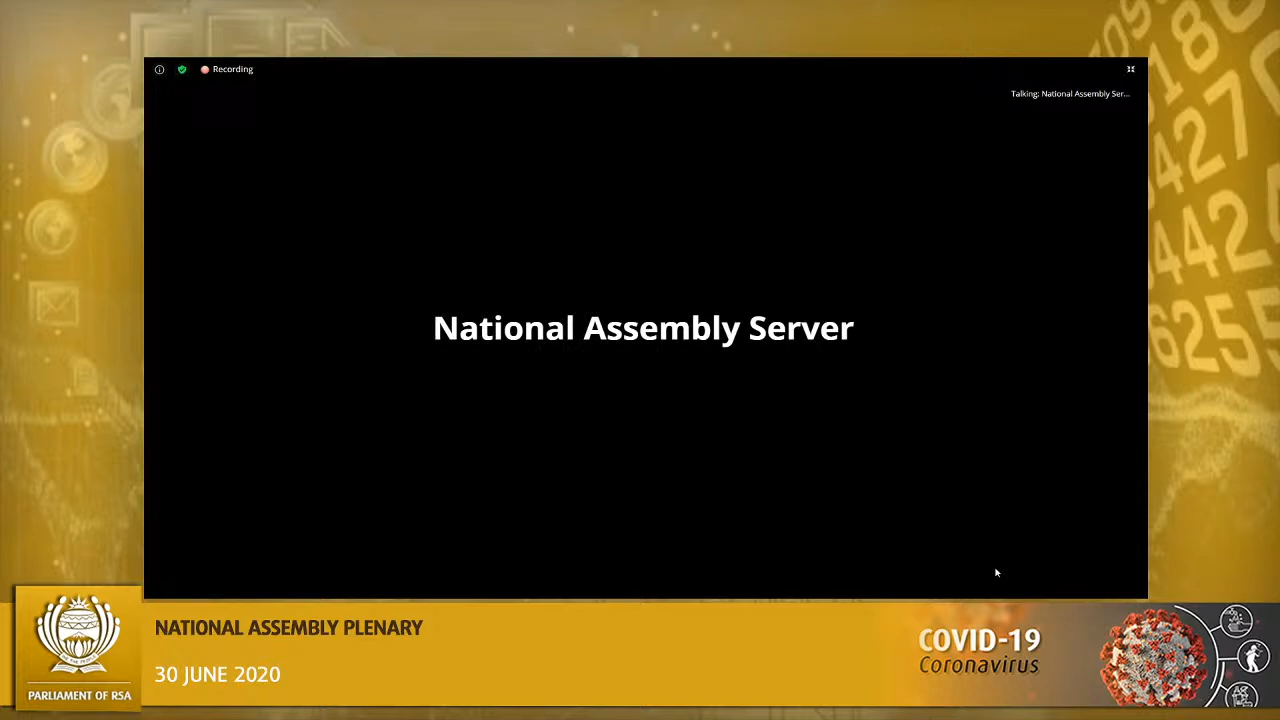 Recording
Talking: National Assembly Ser...
National Assembly Server
NATIONAL ASSEMBLY PLENARY
30 JUNE 2020
PARLIAMENT OF RSA
COVID-19
Coronavirus